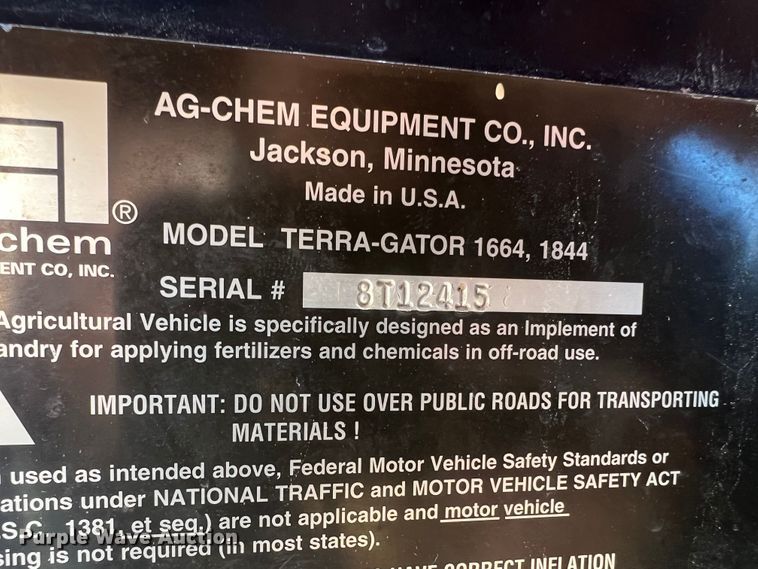 AG-CHEM EQUIPMENT CO., INC.
Jackson, Minnesota
Made in U.S.A.
®
chem
ENT CO, INC.
MODEL TERRA-GATOR 1664, 1844
SERIAL # 8T12415
Agricultural Vehicle is specifically designed as an Implement of
andry for applying fertilizers and chemicals in off-road use.
IMPORTANT: DO NOT USE OVER PUBLIC ROADS FOR TRANSPORTING
MATERIALS !
used as intended above, Federal Motor Vehicle Safety Standards or
ations under NATIONAL TRAFFIC and MOTOR VEHICLE SAFETY ACT
S.C. 1381, et seq.) are not applicable and motor vehicle
sing is not required (in most states).
Purple Wave Auction
CORRECT INFLATION